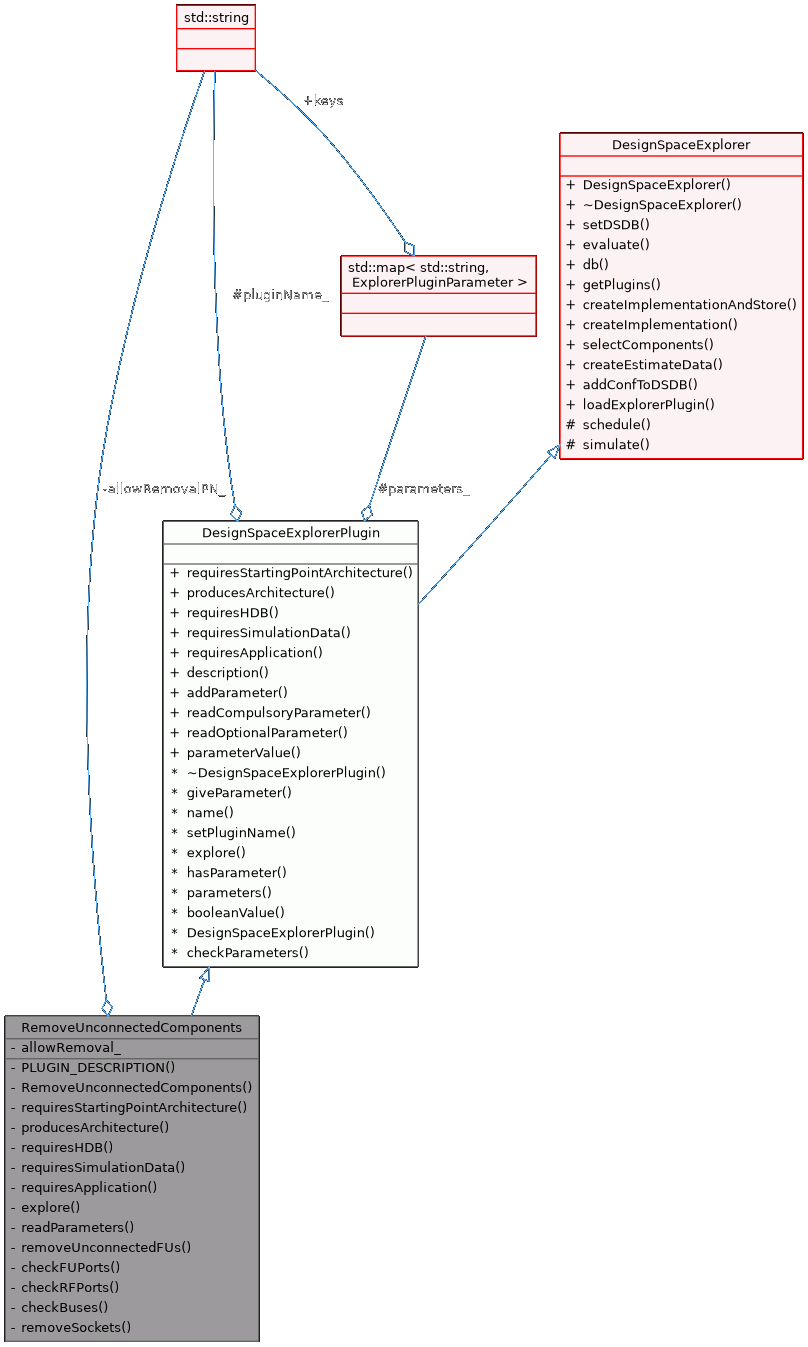 std::string
+keys
DesignSpaceExplorer
+ DesignSpaceExplorer()
+ ~DesignSpaceExplorer()
+ setDSDB()
+ evaluate()
+ db()
+ getPlugins()
+ createImplementationAndStore()
+ createImplementation()
+ selectComponents()
+ createEstimateData()
+ addConfToDSDB()
+ loadExplorerPlugin()
# schedule()
# simulate()
std::map< std::string,
ExplorerPluginParameter >
#pluginName_
-allowRemovalPN_
#parameters_
DesignSpaceExplorerPlugin
+ requiresStartingPointArchitecture()
+ producesArchitecture()
+ requiresHDB()
+ requiresSimulationData()
+ requiresApplication()
+ description()
+ addParameter()
+ readCompulsoryParameter()
+ readOptionalParameter()
+ parameterValue()
* ~DesignSpaceExplorerPlugin()
* giveParameter()
* name()
* setPluginName()
* explore()
* hasParameter()
* parameters()
* booleanValue()
* DesignSpaceExplorerPlugin()
* checkParameters()
RemoveUnconnectedComponents
- allowRemoval_
- PLUGIN_DESCRIPTION()
- RemoveUnconnectedComponents()
- requiresStartingPointArchitecture()
- producesArchitecture()
- requiresHDB()
- requiresSimulationData()
- requiresApplication()
- explore()
- readParameters()
- removeUnconnectedFUs()
- checkFUPorts()
- checkRFPorts()
- checkBuses()
- removeSockets()